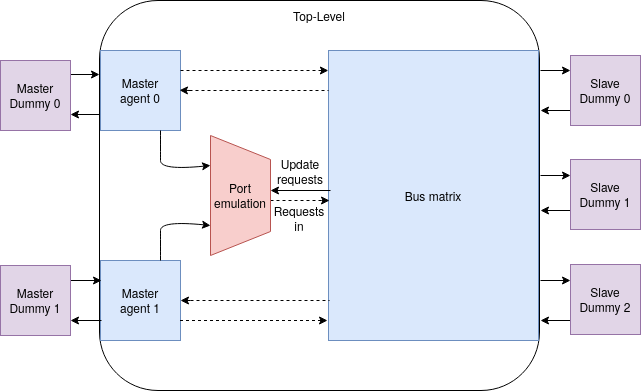 Top-Level
Master
Dummy 0
Master
agent 0
Slave
Dummy 0
Port
emulation
Update
requests
Requests
in
Bus matrix
Slave
Dummy 1
Master
Dummy 1
Master
agent 1
Slave
Dummy 2